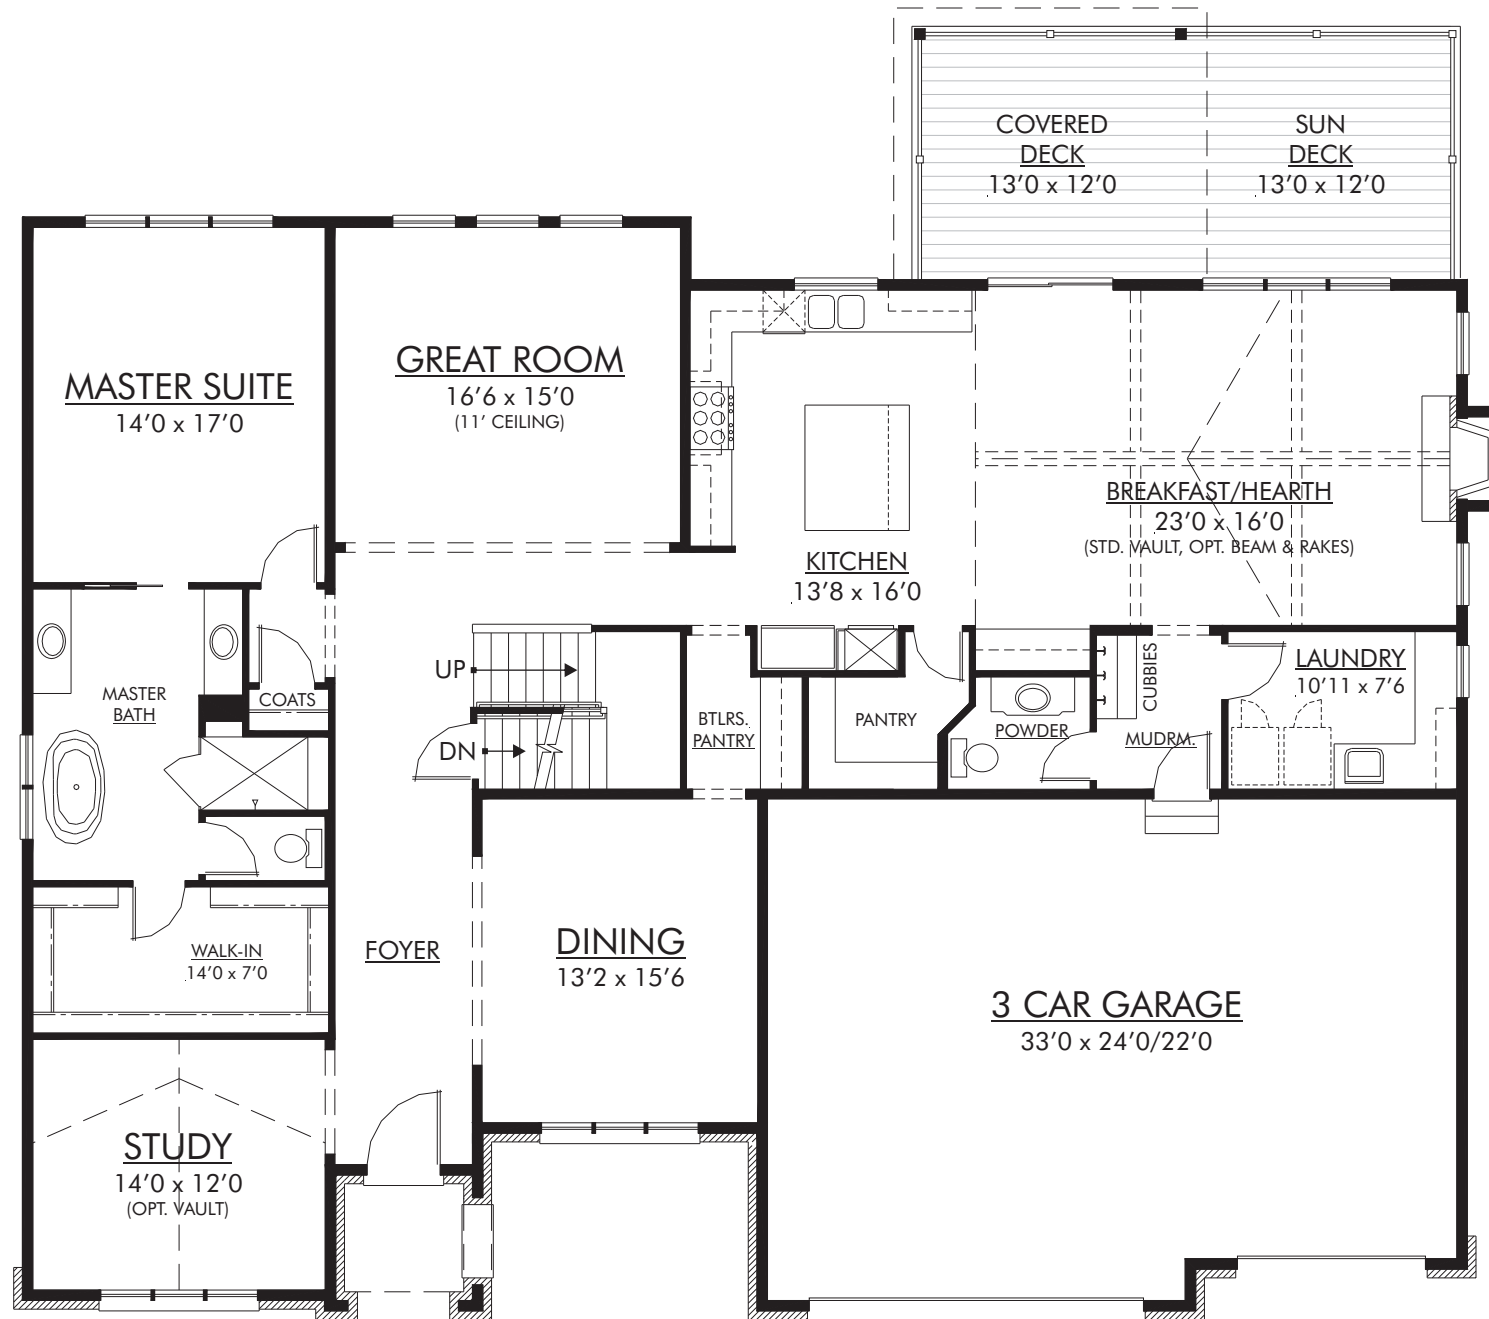 COVERED
DECK
13'0 x 12'0
SUN
DECK
13'0 x 12'0
MASTER SUITE
14'0 x 17'0
GREAT ROOM
16'6 x 15'0
(11' CEILING)
BREAKFAST/HEARTH
23'0 x 16'0
(STD. VAULT, OPT. BEAM & RAKES)
KITCHEN
13'8 x 16'0
UP
DN
MASTER
BATH
COATS
BTLRS.
PANTRY
PANTRY
POWDER
CUBBIES
MUDRM.
LAUNDRY
10'11 x 7'6
WALK-IN
14'0 x 7'0
FOYER
DINING
13'2 x 15'6
3 CAR GARAGE
33'0 x 24'0/22'0
STUDY
14'0 x 12'0
(OPT. VAULT)